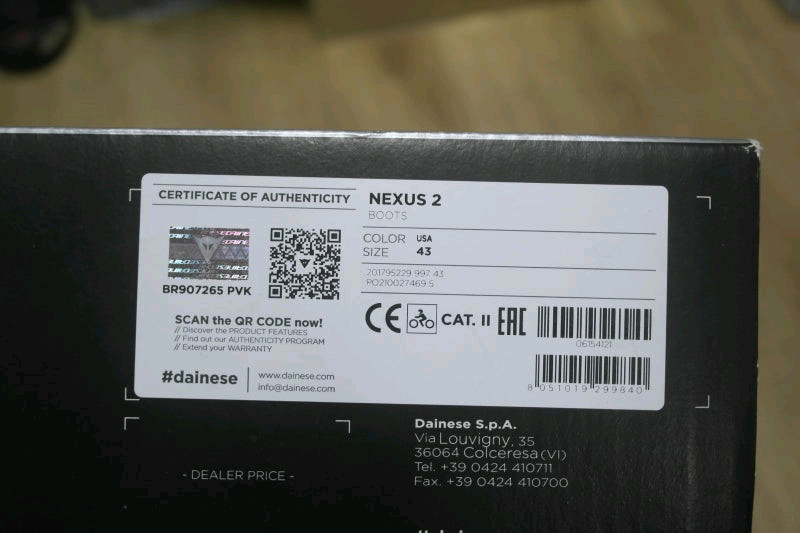 CERTIFICATE OF AUTHENTICITY
BR907265 PVK
SCAN the QR CODE now!
// Discover the PRODUCT FEATURES
// Find out our AUTHENTICITY PROGRAM
// Extend your WARRANTY
#dainese
www.dainese.com
info@dainese.com
NEXUS 2
BOOTS
COLOR USA
SIZE 43
201795229 997 43
PO210027469 5
CE CAT. II EAC
06154121
8 051019 299840
- DEALER PRICE -
Dainese S.p.A.
Via Louvigny, 35
36064 Colceresa (VI)
Tel. +39 0424 410711
Fax. +39 0424 410700